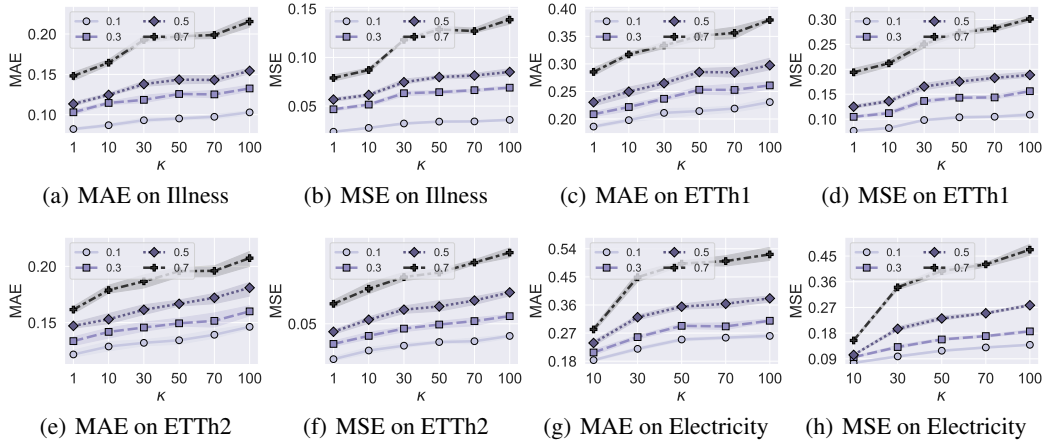 MAE
0.20
0.15
0.10
0.1
0.5
0.3
0.7
1 10 30 50 70 100
κ
(a) MAE on Illness
MSE
0.15
0.10
0.05
0.1
0.5
0.3
0.7
1 10 30 50 70 100
κ
(b) MSE on Illness
MAE
0.40
0.35
0.30
0.25
0.20
0.1
0.5
0.3
0.7
1 10 30 50 70 100
κ
(c) MAE on ETTh1
MSE
0.30
0.25
0.20
0.15
0.10
0.1
0.5
0.3
0.7
1 10 30 50 70 100
κ
(d) MSE on ETTh1
MAE
0.20
0.15
0.1
0.5
0.3
0.7
1 10 30 50 70 100
κ
(e) MAE on ETTh2
MSE
0.05
0.1
0.5
0.3
0.7
1 10 30 50 70 100
κ
(f) MSE on ETTh2
MAE
0.54
0.45
0.36
0.27
0.18
0.1
0.5
0.3
0.7
10 30 50 70 100
κ
(g) MAE on Electricity
MSE
0.45
0.36
0.27
0.18
0.09
0.1
0.5
0.3
0.7
10 30 50 70 100
κ
(h) MSE on Electricity